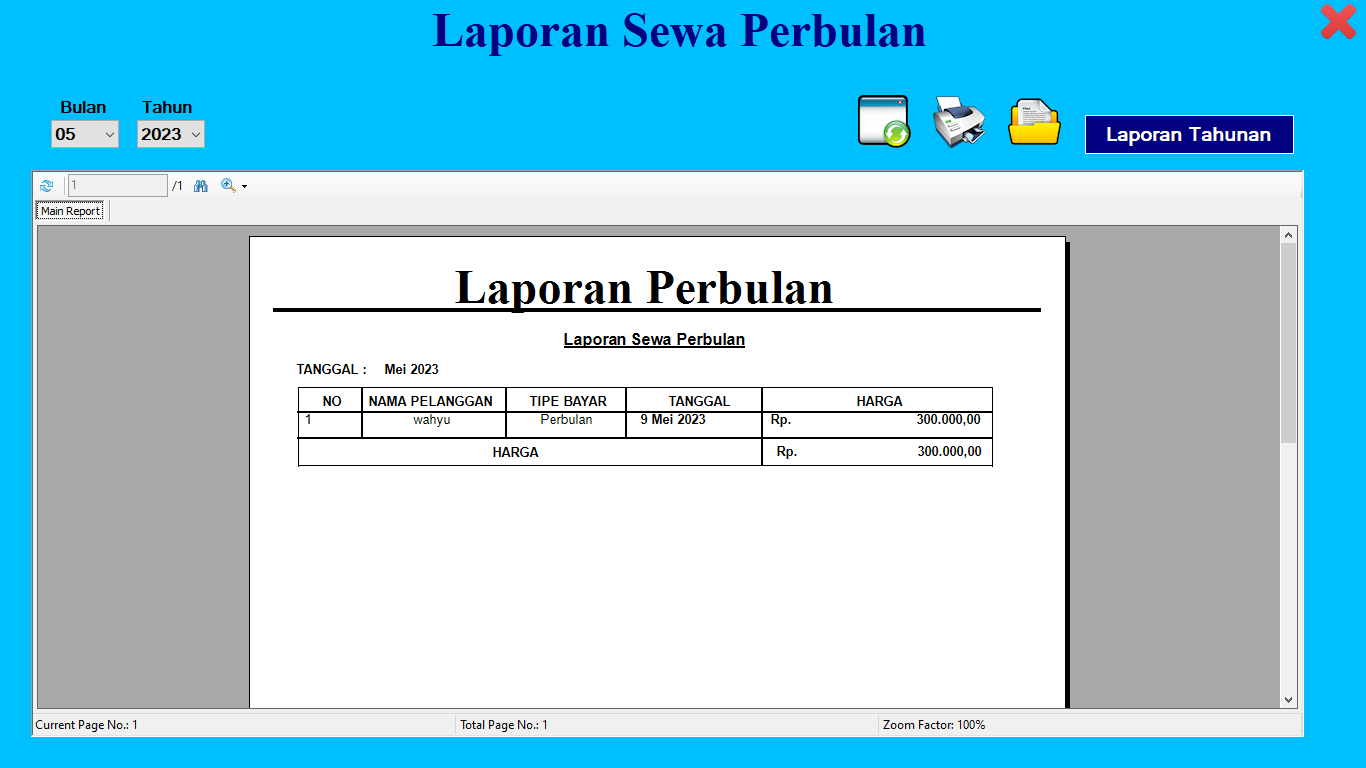 Laporan Sewa Perbulan
Bulan Tahun
05 2023
Laporan Tahunan
1 /1
Main Report
Laporan Perbulan
Laporan Sewa Perbulan
TANGGAL : Mei 2023
NO NAMA PELANGGAN TIPE BAYAR TANGGAL HARGA
1 wahyu Perbulan 9 Mei 2023 Rp. 300.000,00
HARGA Rp. 300.000,00
Current Page No.: 1 Total Page No.: 1 Zoom Factor: 100%